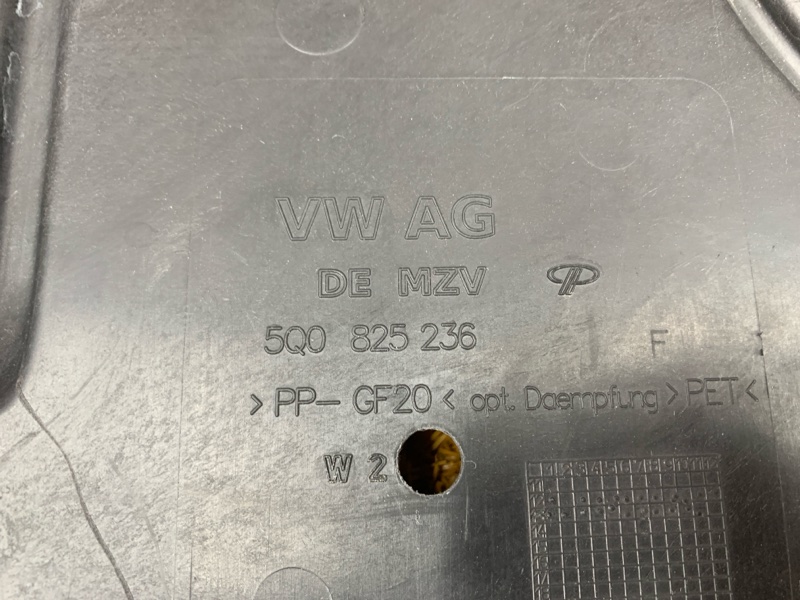 VW AG
DE MZV
5Q0 825 236 F
>PP-GF20< opt. Daempfung >PET<
W 2